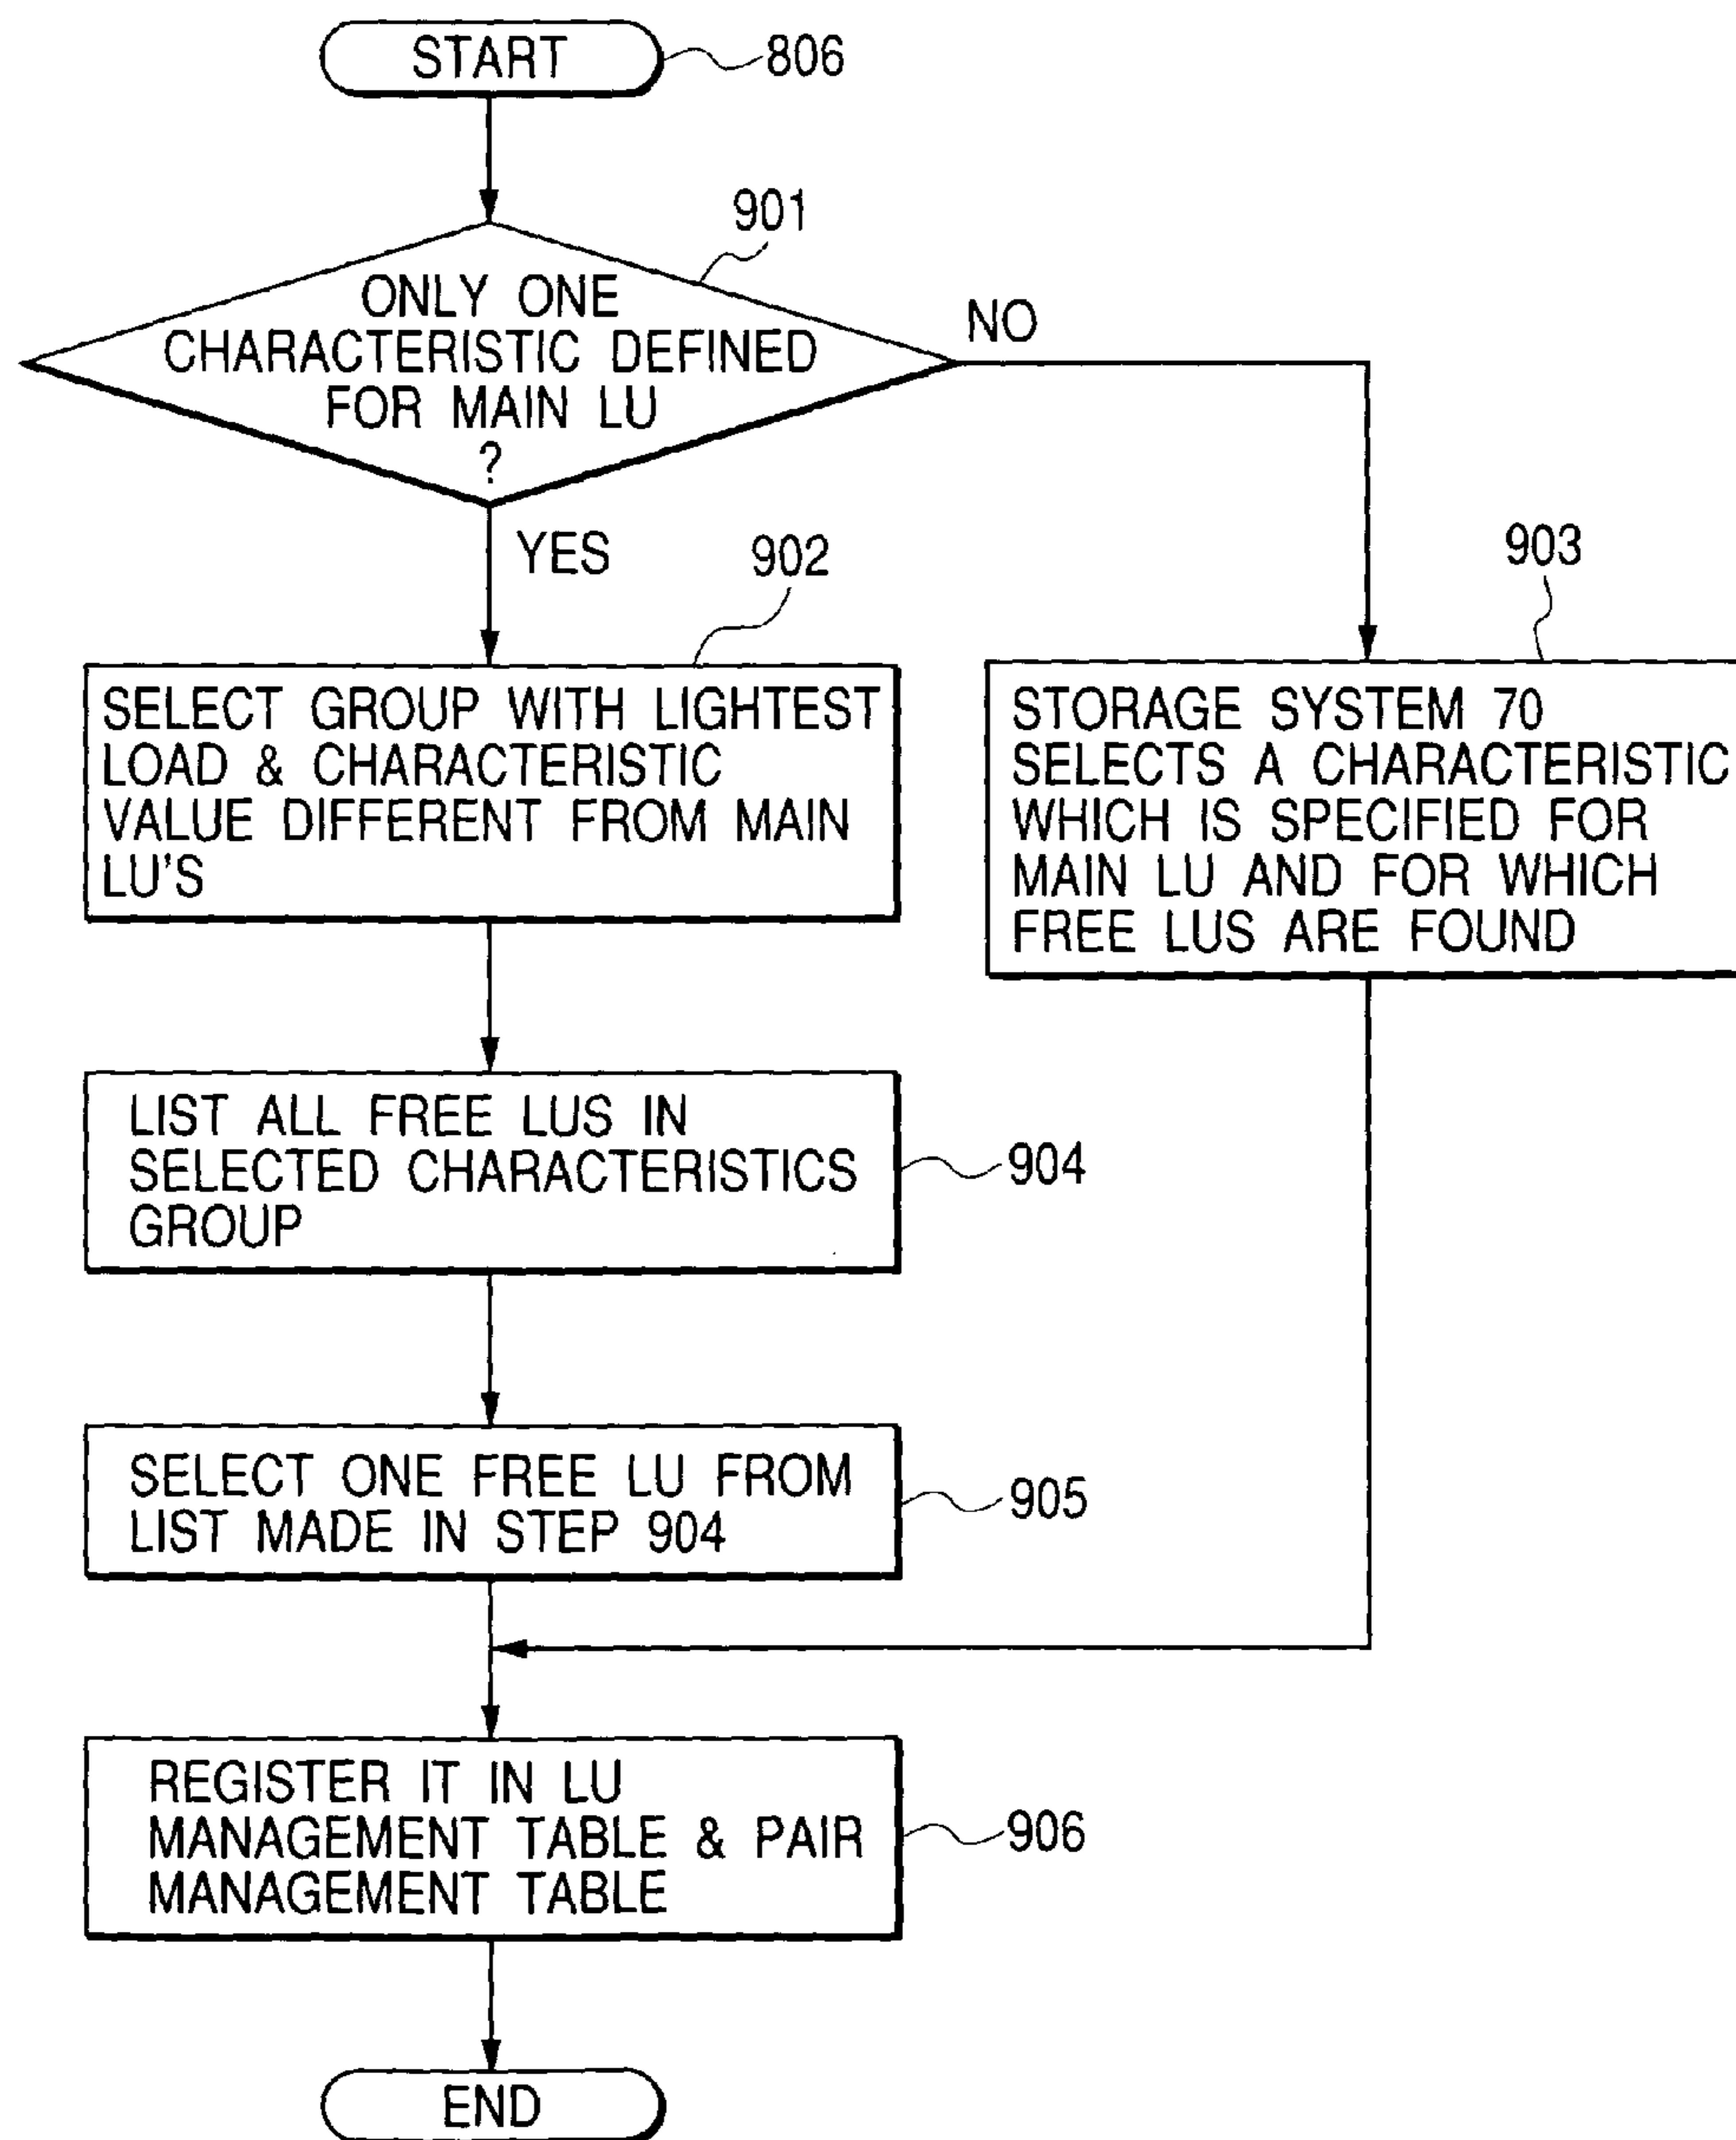 START
806
901
ONLY ONE
CHARACTERISTIC DEFINED
FOR MAIN LU
?
NO
YES
902
903
SELECT GROUP WITH LIGHTEST
LOAD & CHARACTERISTIC
VALUE DIFFERENT FROM MAIN
LU'S
STORAGE SYSTEM 70
SELECTS A CHARACTERISTIC
WHICH IS SPECIFIED FOR
MAIN LU AND FOR WHICH
FREE LUS ARE FOUND
LIST ALL FREE LUS IN
SELECTED CHARACTERISTICS
GROUP
904
SELECT ONE FREE LU FROM
LIST MADE IN STEP 904
905
REGISTER IT IN LU
MANAGEMENT TABLE & PAIR
MANAGEMENT TABLE
906
END